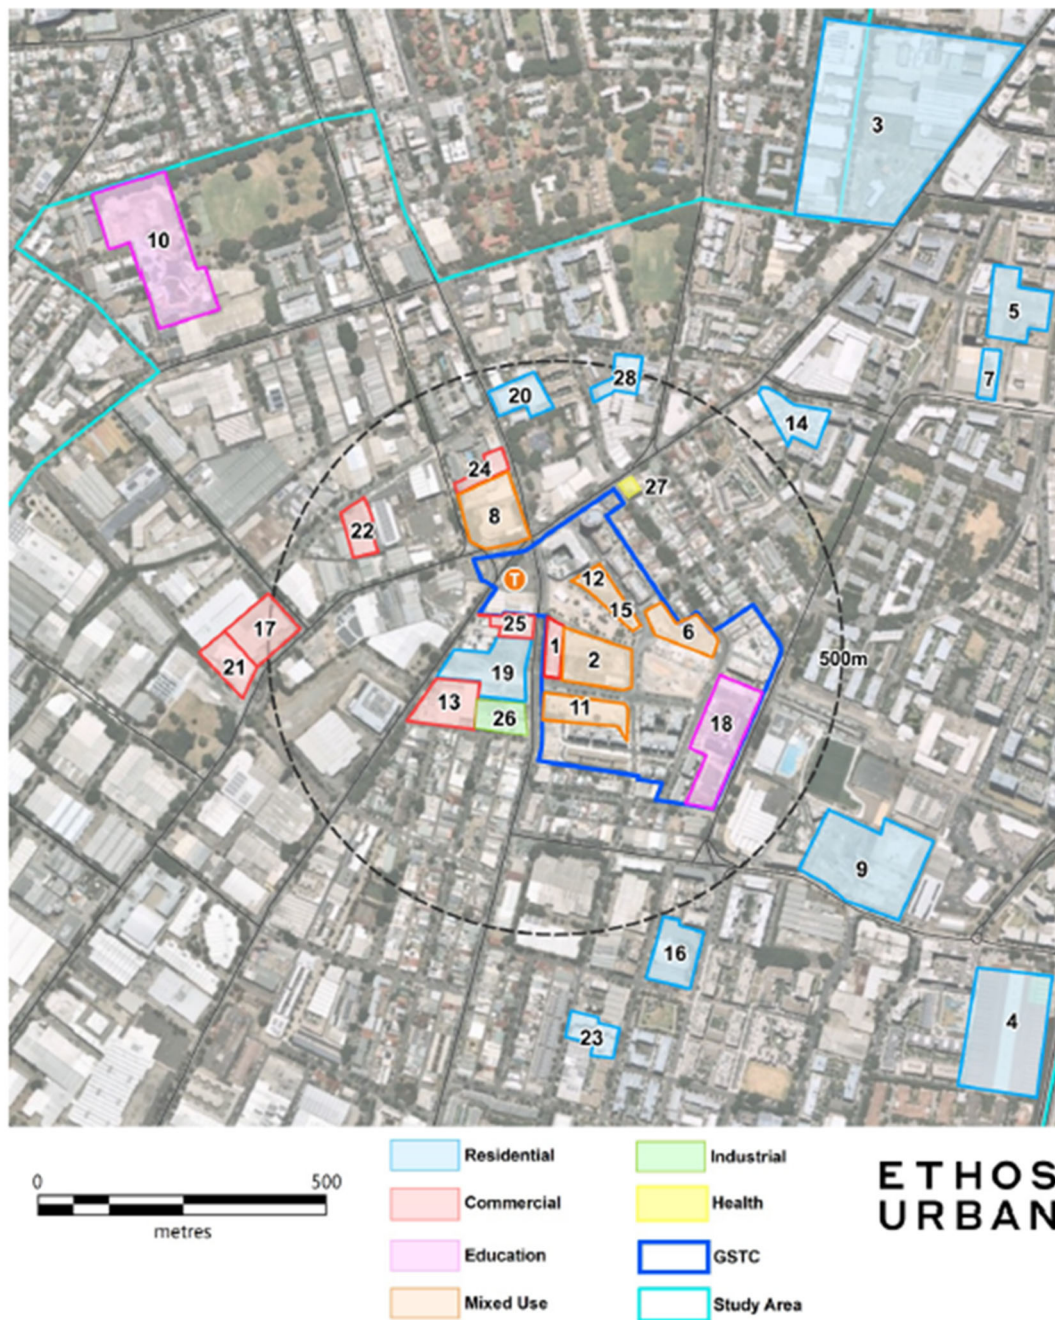 3
10
5
7
28
20
14
24
27
8
22
T
12
15
25
17
6
1
2
500m
21
19
13
11
18
26
9
16
4
23
0
500
metres
Residential
Commercial
Education
Mixed Use
Industrial
Health
GSTC
Study Area
ETHOS
URBAN